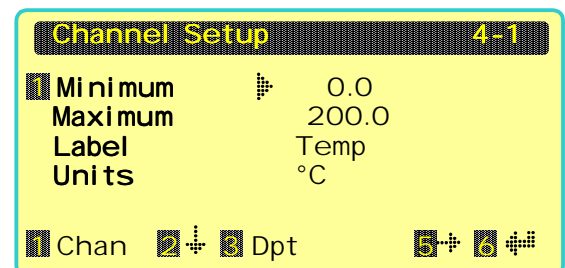 Channel Setup 4-1
1 Minimum 0.0
Maximum 200.0
Label Temp
Units °C
1 Chan 2 3 Dpt 5 6